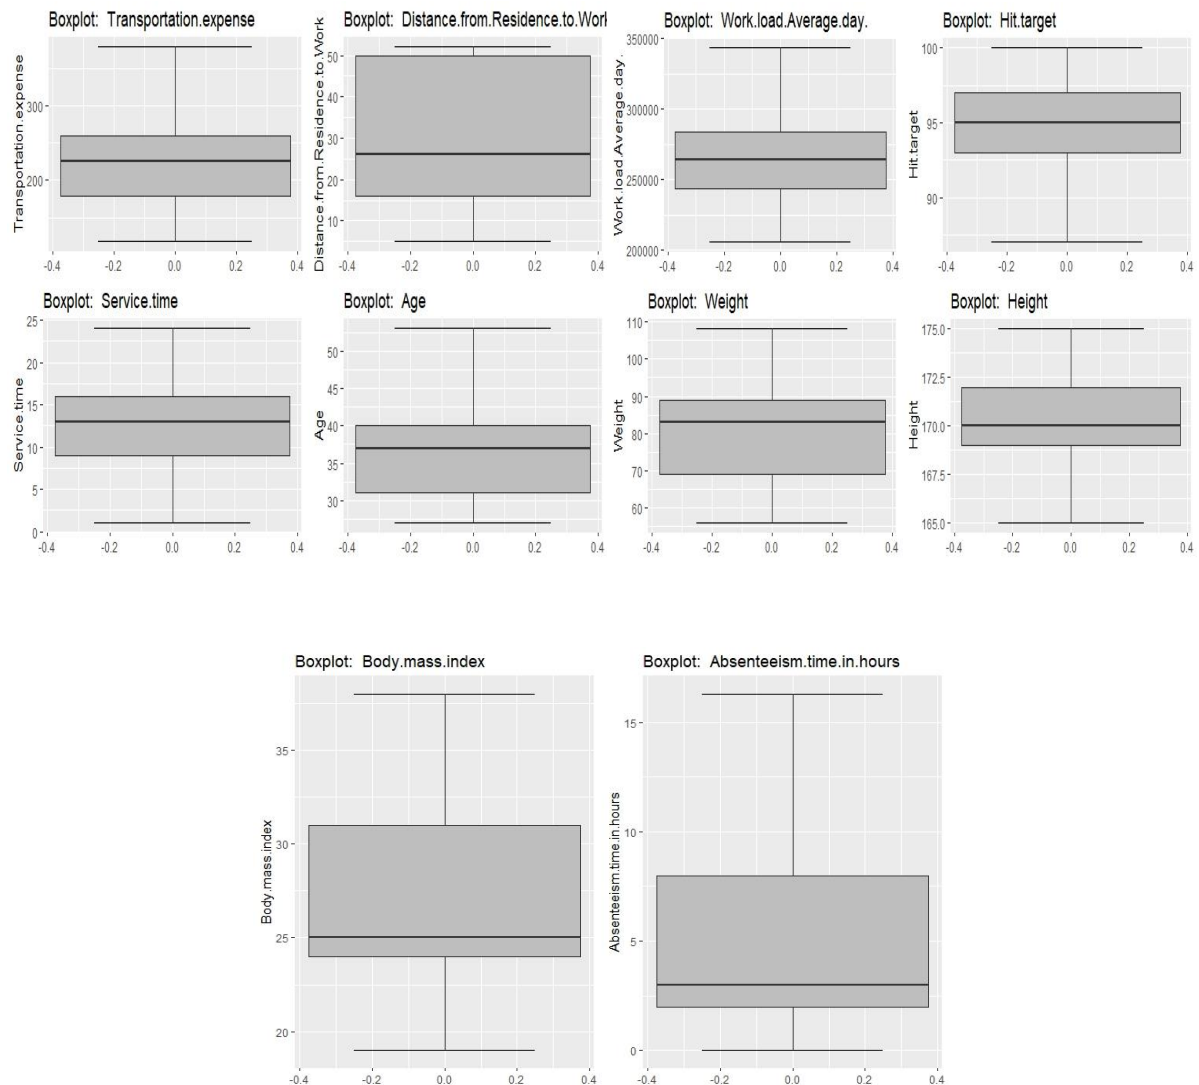 Boxplot: Transportation.expense
Transportation.expense
300
200
-0.4 -0.2 0.0 0.2 0.4
Boxplot: Distance.from.Residence.to.Work
Distance.from.Residence.to.Work
50
40
30
20
10
-0.4 -0.2 0.0 0.2 0.4
Boxplot: Work.load.Average.day.
Work.load.Average.day.
350000
300000
250000
200000
-0.4 -0.2 0.0 0.2 0.4
Boxplot: Hit.target
Hit.target
100
95
90
-0.4 -0.2 0.0 0.2 0.4
Boxplot: Service.time
Service.time
25
20
15
10
5
0
-0.4 -0.2 0.0 0.2 0.4
Boxplot: Age
Age
50
45
40
35
30
-0.4 -0.2 0.0 0.2 0.4
Boxplot: Weight
Weight
110
100
90
80
70
60
-0.4 -0.2 0.0 0.2 0.4
Boxplot: Height
Height
175.0
172.5
170.0
167.5
165.0
-0.4 -0.2 0.0 0.2 0.4
Boxplot: Body.mass.index
Body.mass.index
35
30
25
20
-0.4 -0.2 0.0 0.2 0.4
Boxplot: Absenteeism.time.in.hours
Absenteeism.time.in.hours
15
10
5
0
-0.4 -0.2 0.0 0.2 0.4